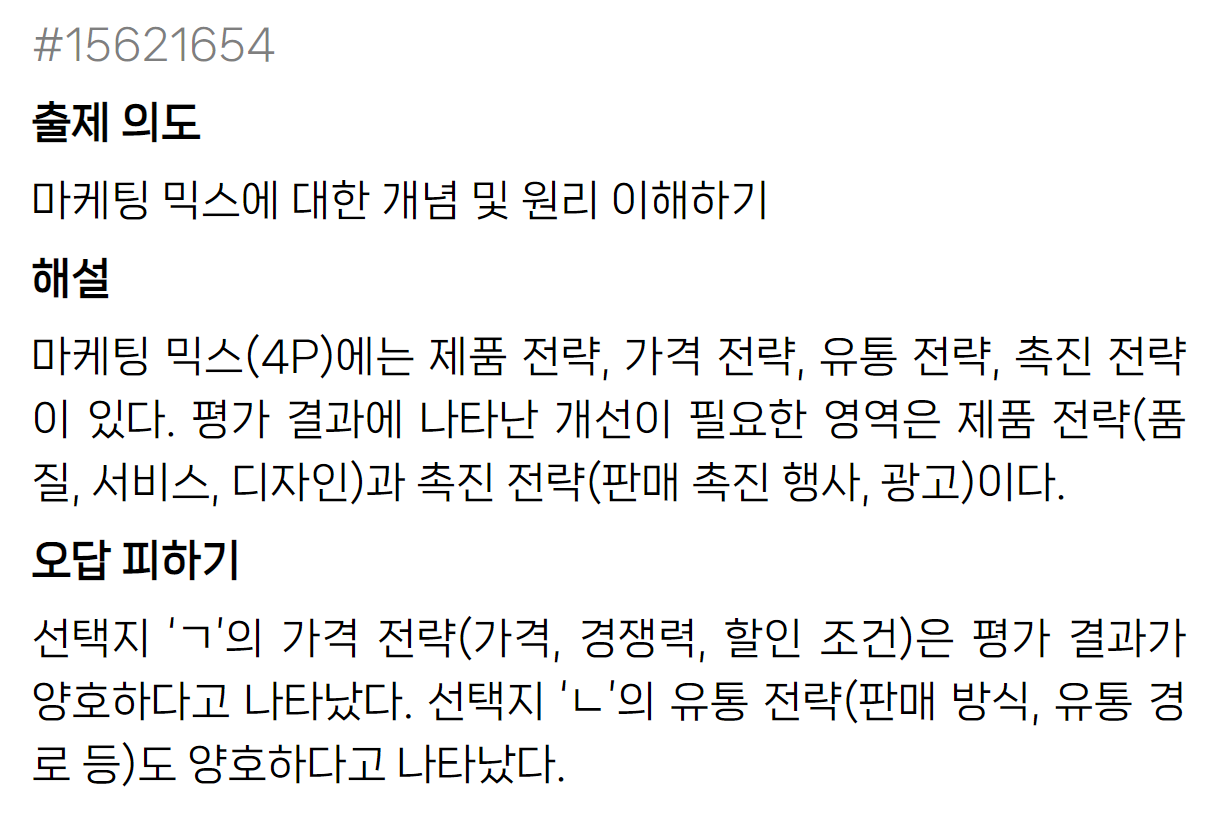 #15621654
출제 의도
마케팅 믹스에 대한 개념 및 원리 이해하기
해설
마케팅 믹스(4P)에는 제품 전략, 가격 전략, 유통 전략, 촉진 전략
이 있다. 평가 결과에 나타난 개선이 필요한 영역은 제품 전략(품
질, 서비스, 디자인)과 촉진 전략(판매 촉진 행사, 광고)이다.
오답 피하기
선택지 ‘ㄱ’의 가격 전략(가격, 경쟁력, 할인 조건)은 평가 결과가
양호하다고 나타났다. 선택지 ‘ㄴ’의 유통 전략(판매 방식, 유통 경
로 등)도 양호하다고 나타났다.